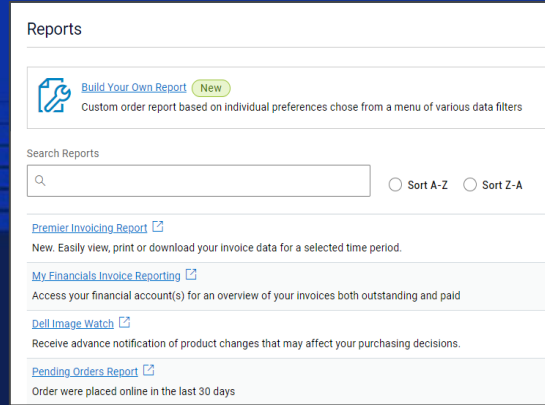 Reports
Build Your Own Report New
Custom order report based on individual preferences chose from a menu of various data filters
Search Reports
Sort A-Z Sort Z-A
Premier Invoicing Report
New. Easily view, print or download your invoice data for a selected time period.
My Financials Invoice Reporting
Access your financial account(s) for an overview of your invoices both outstanding and paid
Dell Image Watch
Receive advance notification of product changes that may affect your purchasing decisions.
Pending Orders Report
Order were placed online in the last 30 days